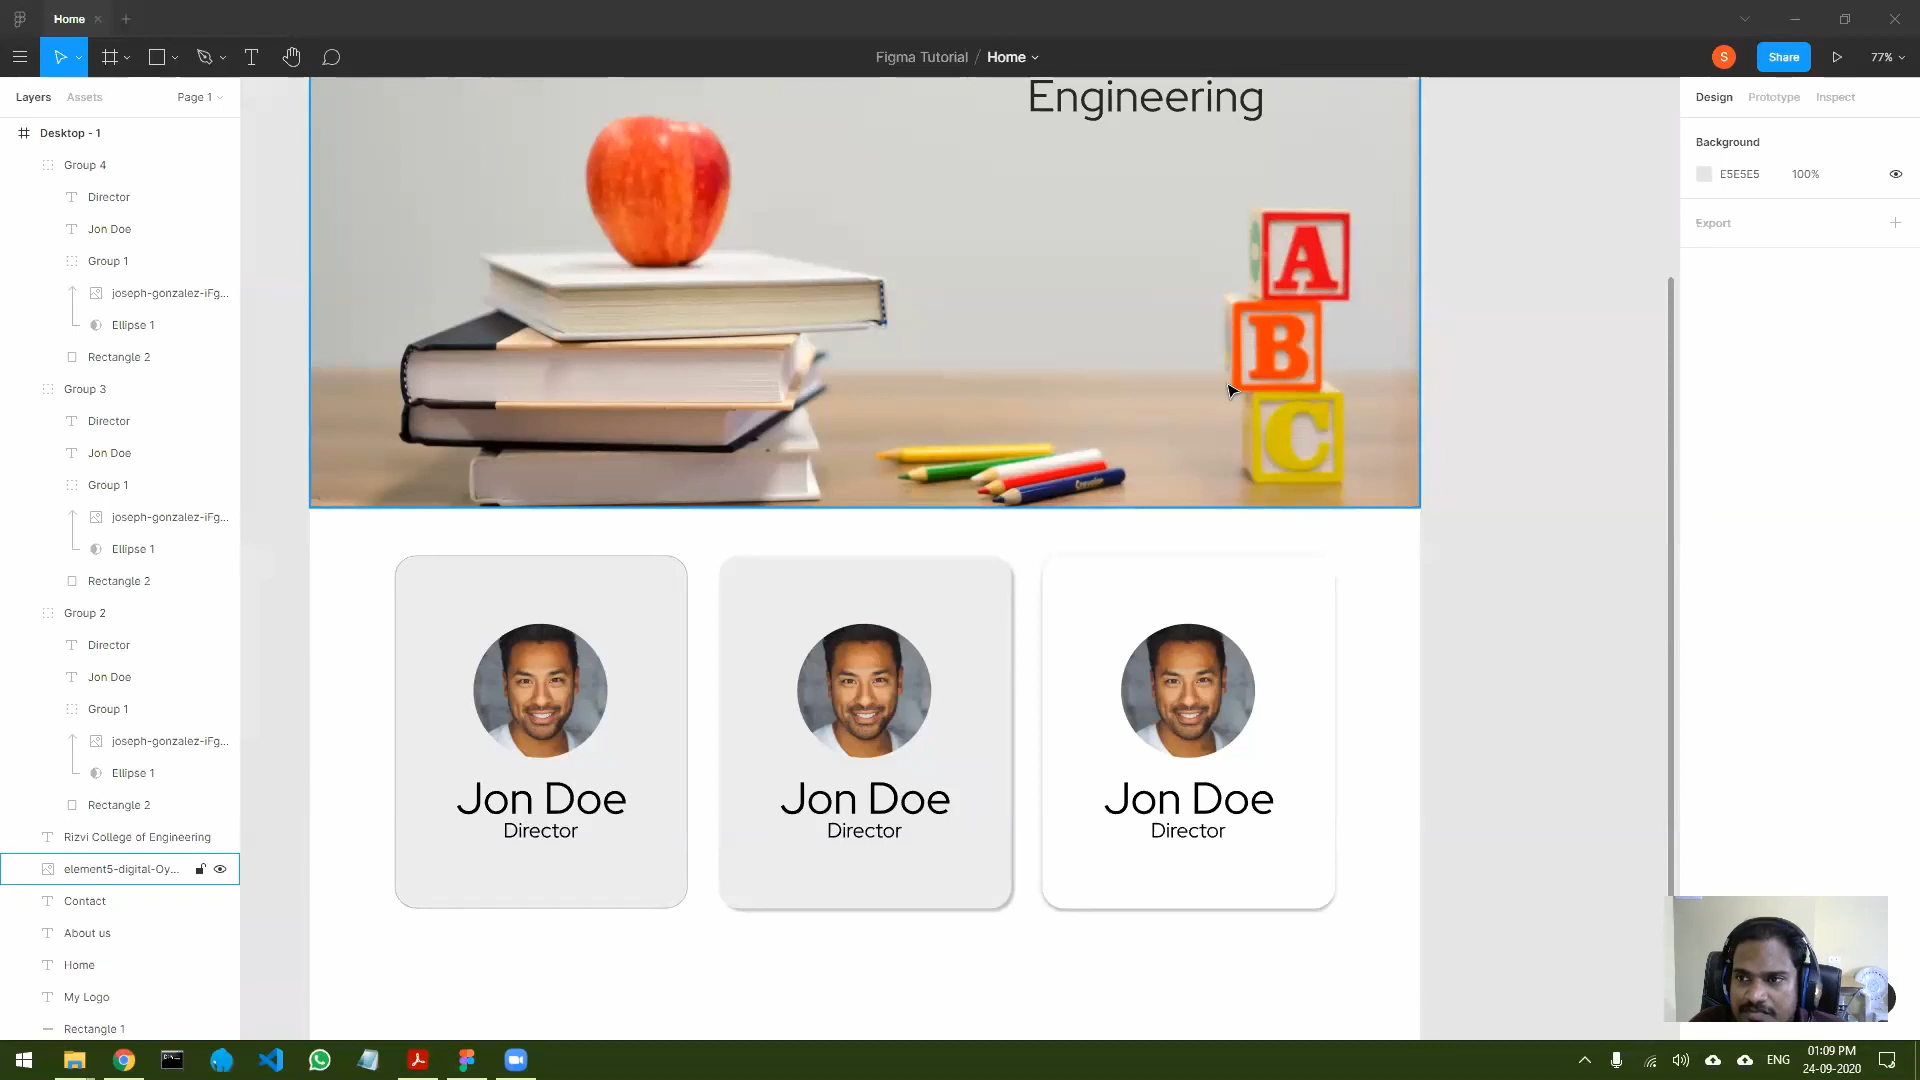 Home
Figma Tutorial / Home
S
Share
77%
Layers
Assets
Page 1
Design
Prototype
Inspect
Desktop - 1
Group 4
Director
Jon Doe
Group 1
joseph-gonzalez-iFg...
Ellipse 1
Rectangle 2
Group 3
Director
Jon Doe
Group 1
joseph-gonzalez-iFg...
Ellipse 1
Rectangle 2
Group 2
Director
Jon Doe
Group 1
joseph-gonzalez-iFg...
Ellipse 1
Rectangle 2
Rizvi College of Engineering
element5-digital-Oy...
Contact
About us
Home
My Logo
Rectangle 1
Engineering
A
B
C
Jon Doe
Director
Jon Doe
Director
Jon Doe
Director
Background
E5E5E5
100%
Export
ENG
01:09 PM
24-09-2020